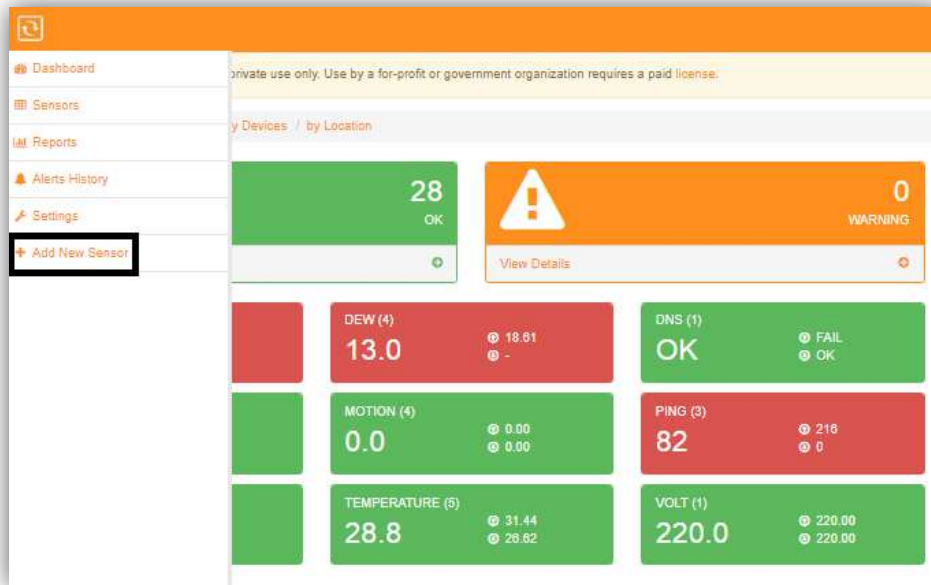 Dashboard
Sensors
Reports
Alerts History
Settings
Add New Sensor
private use only. Use by a for-profit or government organization requires a paid license.
y Devices / by Location
28
OK
0
WARNING
View Details
DEW (4)
13.0
18.61
-
DNS (1)
OK
FAIL
OK
MOTION (4)
0.0
0.00
0.00
PING (3)
82
216
0
TEMPERATURE (5)
28.8
31.44
26.62
VOLT (1)
220.0
220.00
220.00